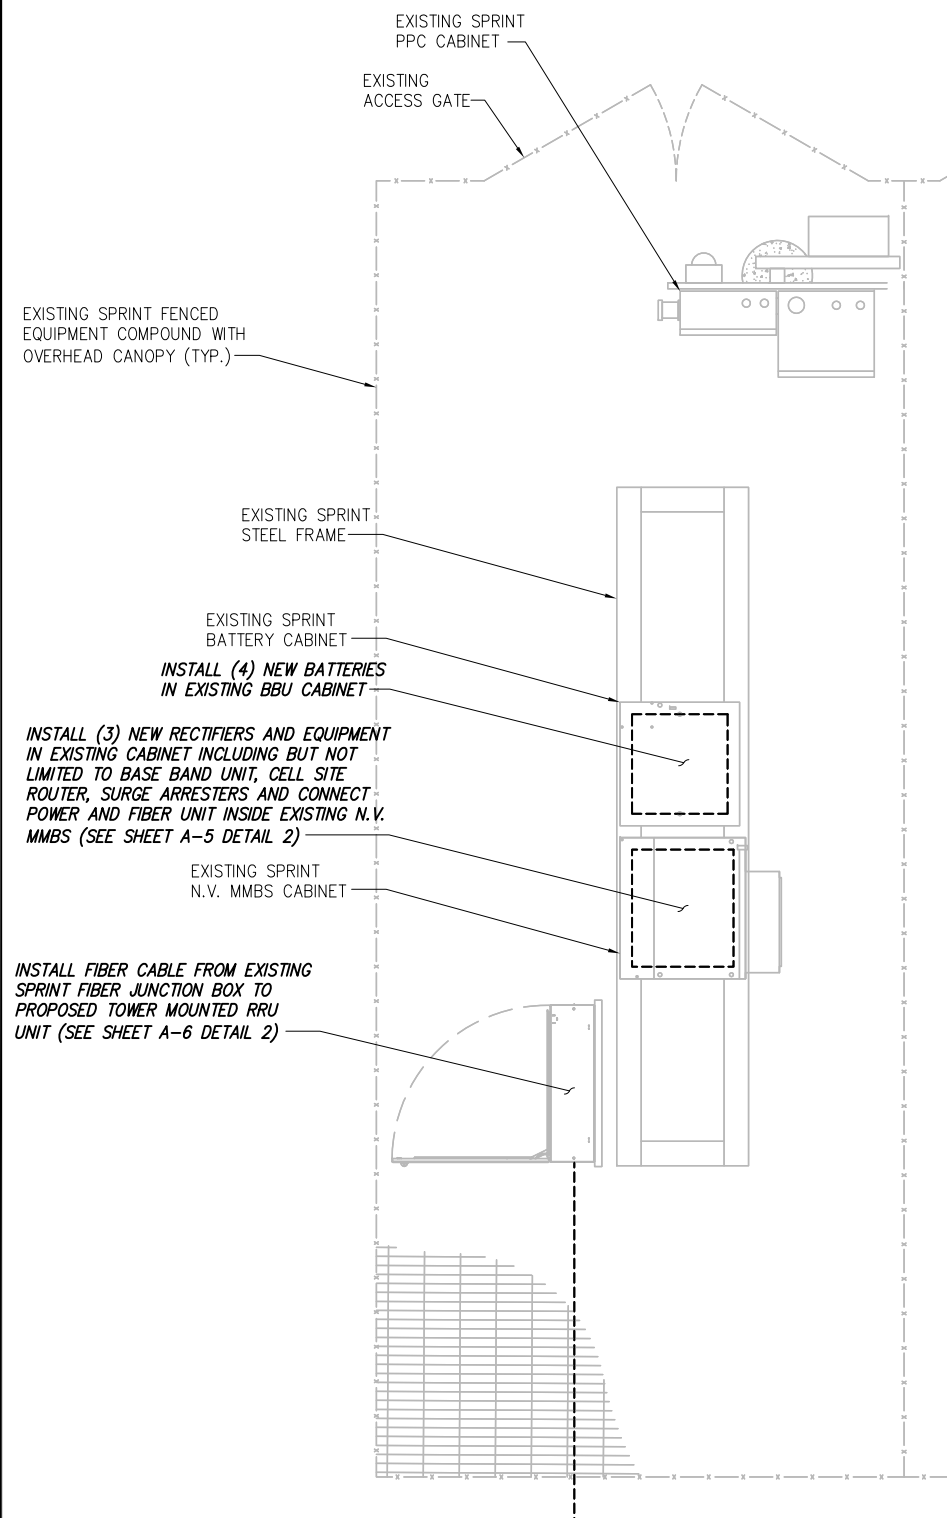 EXISTING SPRINT
PPC CABINET
EXISTING
ACCESS GATE
EXISTING SPRINT FENCED
EQUIPMENT COMPOUND WITH
OVERHEAD CANOPY (TYP.)
EXISTING SPRINT
STEEL FRAME
EXISTING SPRINT
BATTERY CABINET
INSTALL (4) NEW BATTERIES
IN EXISTING BBU CABINET
INSTALL (3) NEW RECTIFIERS AND EQUIPMENT
IN EXISTING CABINET INCLUDING BUT NOT
LIMITED TO BASE BAND UNIT, CELL SITE
ROUTER, SURGE ARRESTERS AND CONNECT
POWER AND FIBER UNIT INSIDE EXISTING N.V.
MMBS (SEE SHEET A-5 DETAIL 2)
EXISTING SPRINT
N.V. MMBS CABINET
INSTALL FIBER CABLE FROM EXISTING
SPRINT FIBER JUNCTION BOX TO
PROPOSED TOWER MOUNTED RRU
UNIT (SEE SHEET A-6 DETAIL 2)